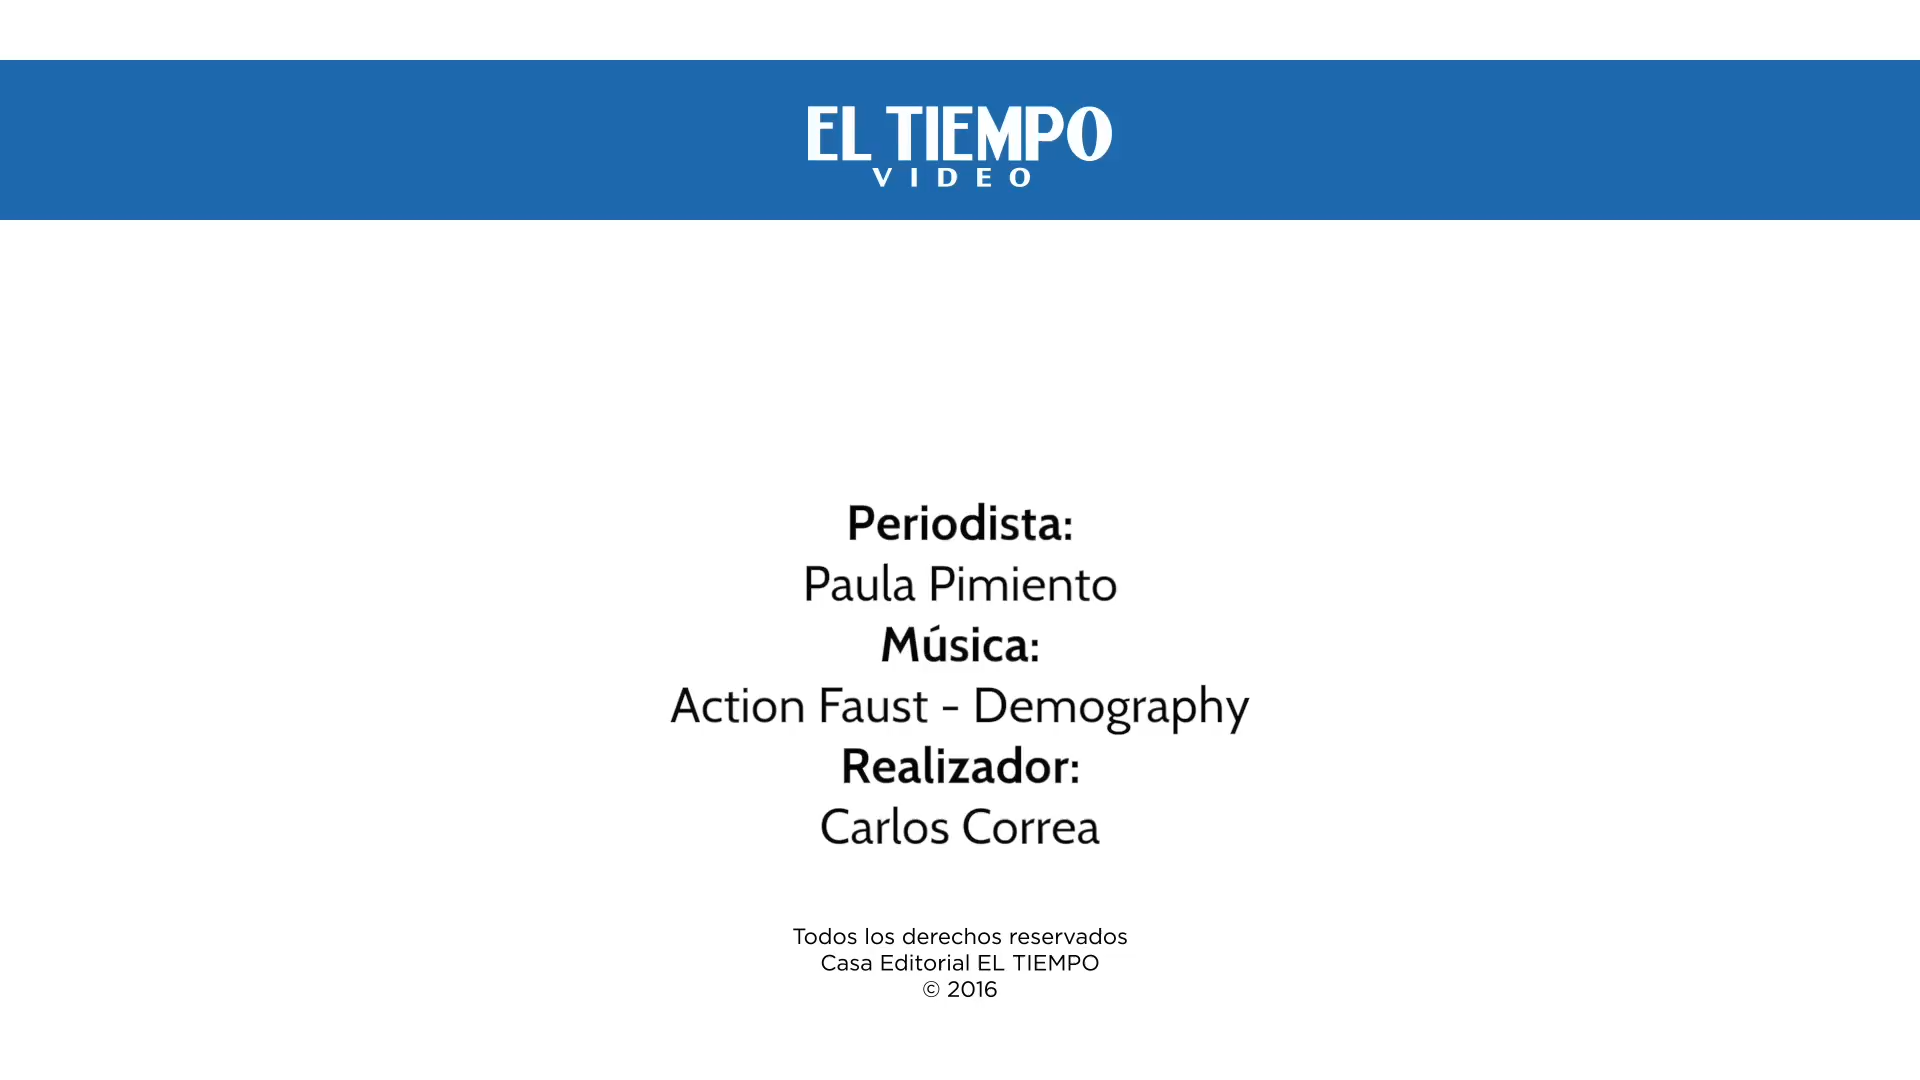 EL TIEMPO
VIDEO
Periodista:
Paula Pimiento
Música:
Action Faust - Demography
Realizador:
Carlos Correa
Todos los derechos reservados
Casa Editorial EL TIEMPO
© 2016